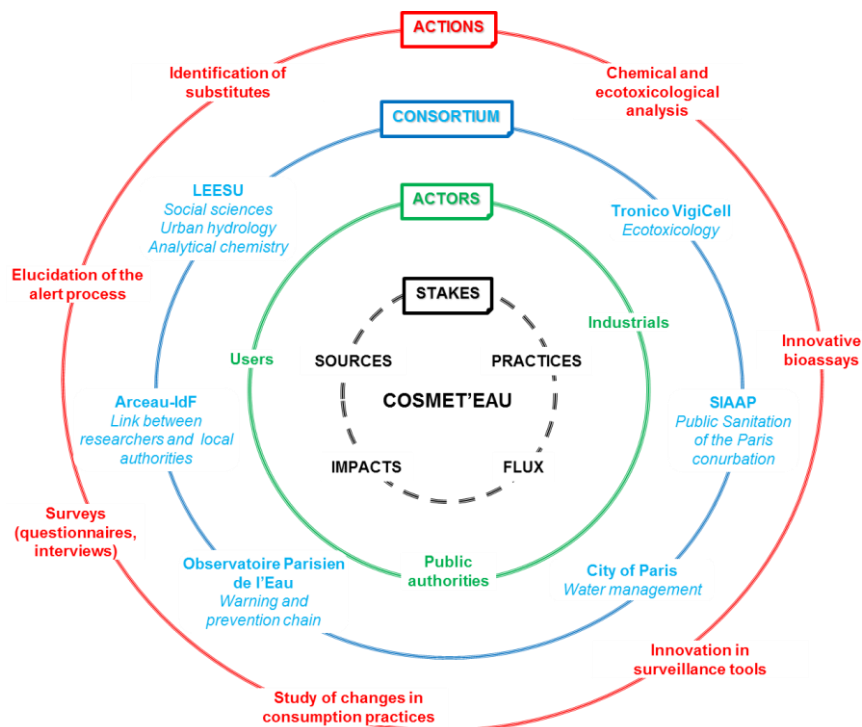 ACTIONS
Identification of
substitutes
Chemical and
ecotoxicological
analysis
CONSORTIUM
LEESU
Social sciences
Urban hydrology
Analytical chemistry
ACTORS
Tronico VigiCell
Ecotoxicology
Elucidation of the
alert process
STAKES
Industrials
Users
SOURCES
PRACTICES
Innovative
bioassays
COSMET'EAU
Arceau-IdF
Link between
researchers and local
authorities
SIAAP
Public Sanitation
of the Paris
conurbation
IMPACTS
FLUX
Surveys
(questionnaires,
interviews)
Observatoire Parisien
de l'Eau
Warning and
prevention chain
Public
authorities
City of Paris
Water management
Innovation in
surveillance tools
Study of changes in
consumption practices